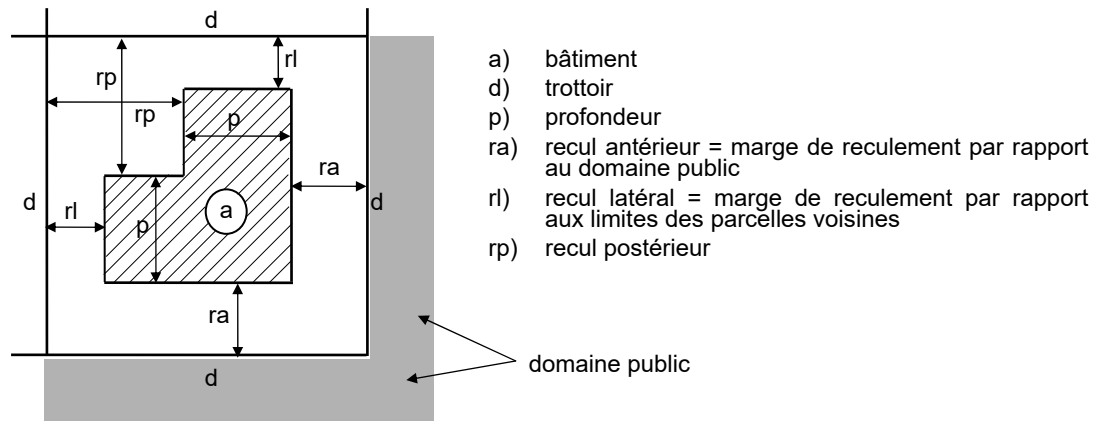 d
rl
rp
rp
p
ra
d
d
rl
a
p
ra
d
a) bâtiment
d) trottoir
p) profondeur
ra) recul antérieur = marge de reculement par rapport
au domaine public
rl) recul latéral = marge de reculement par rapport
aux limites des parcelles voisines
rp) recul postérieur
domaine public